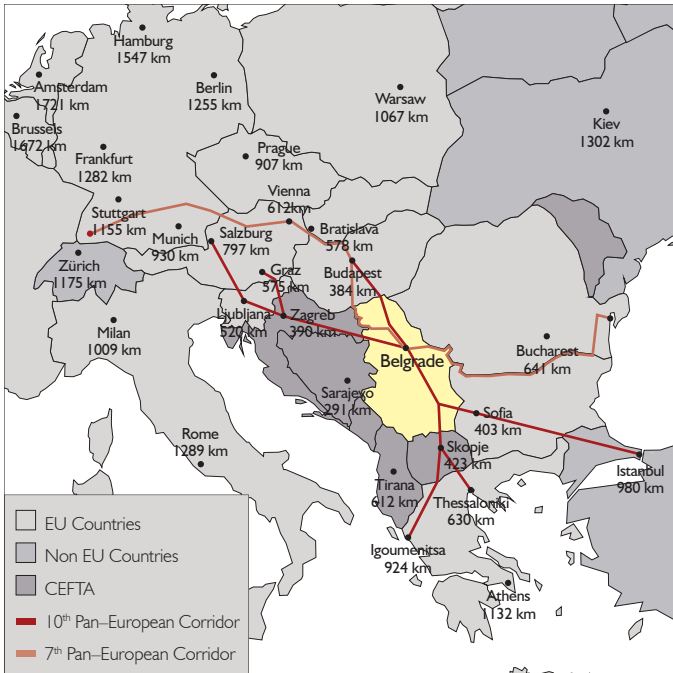 Hamburg
1547 km
Amsterdam
1721 km
Berlin
1255 km
Warsaw
1067 km
Brussels
1672 km
Kiev
1302 km
Frankfurt
1282 km
Prague
907 km
Vienna
612km
Stuttgart
1155 km
Munich
930 km
Salzburg
797 km
Bratislava
578 km
Zürich
1175 km
Graz
575 km
Budapest
384 km
Ljubljana
520 km
Zagreb
390 km
Milan
1009 km
Belgrade
Bucharest
641 km
Sarajevo
291 km
Sofia
403 km
Rome
1289 km
Skopje
423 km
Istanbul
980 km
Tirana
612 km
Thessaloniki
630 km
Igoumenitsa
924 km
Athens
1132 km
EU Countries
Non EU Countries
CEFTA
10th Pan–European Corridor
7th Pan–European Corridor